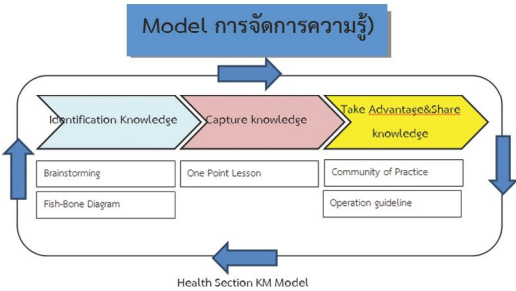 Model การจัดการความรู้)
Identification Knowledge
Capture knowledge
Take Advantage&Share
knowledge
Brainstorming
One Point Lesson
Community of Practice
Fish-Bone Diagram
Operation guideline
Health Section KM Model